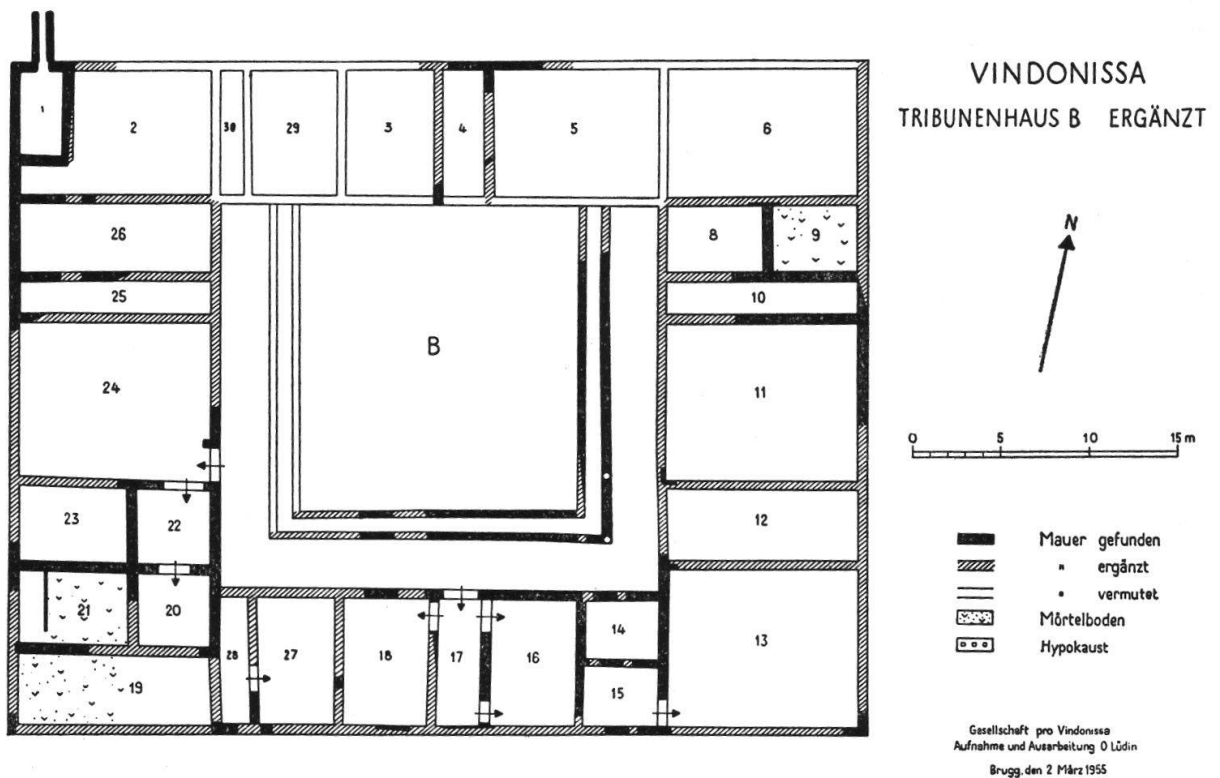 VINDONISSA
TRIBUNENHAUS B ERGÄNZT
1
2
30
29
3
4
5
6
26
8
9
25
10
B
24
11
23
22
12
21
20
14
28
27
18
17
16
13
19
15
N
0 5 10 15 m
Mauer gefunden
" ergänzt
" vermutet
Mörtelboden
Hypokaust
Gesellschaft pro Vindonissa
Aufnahme und Ausarbeitung O Lüdin
Brugg, den 2 März 1955